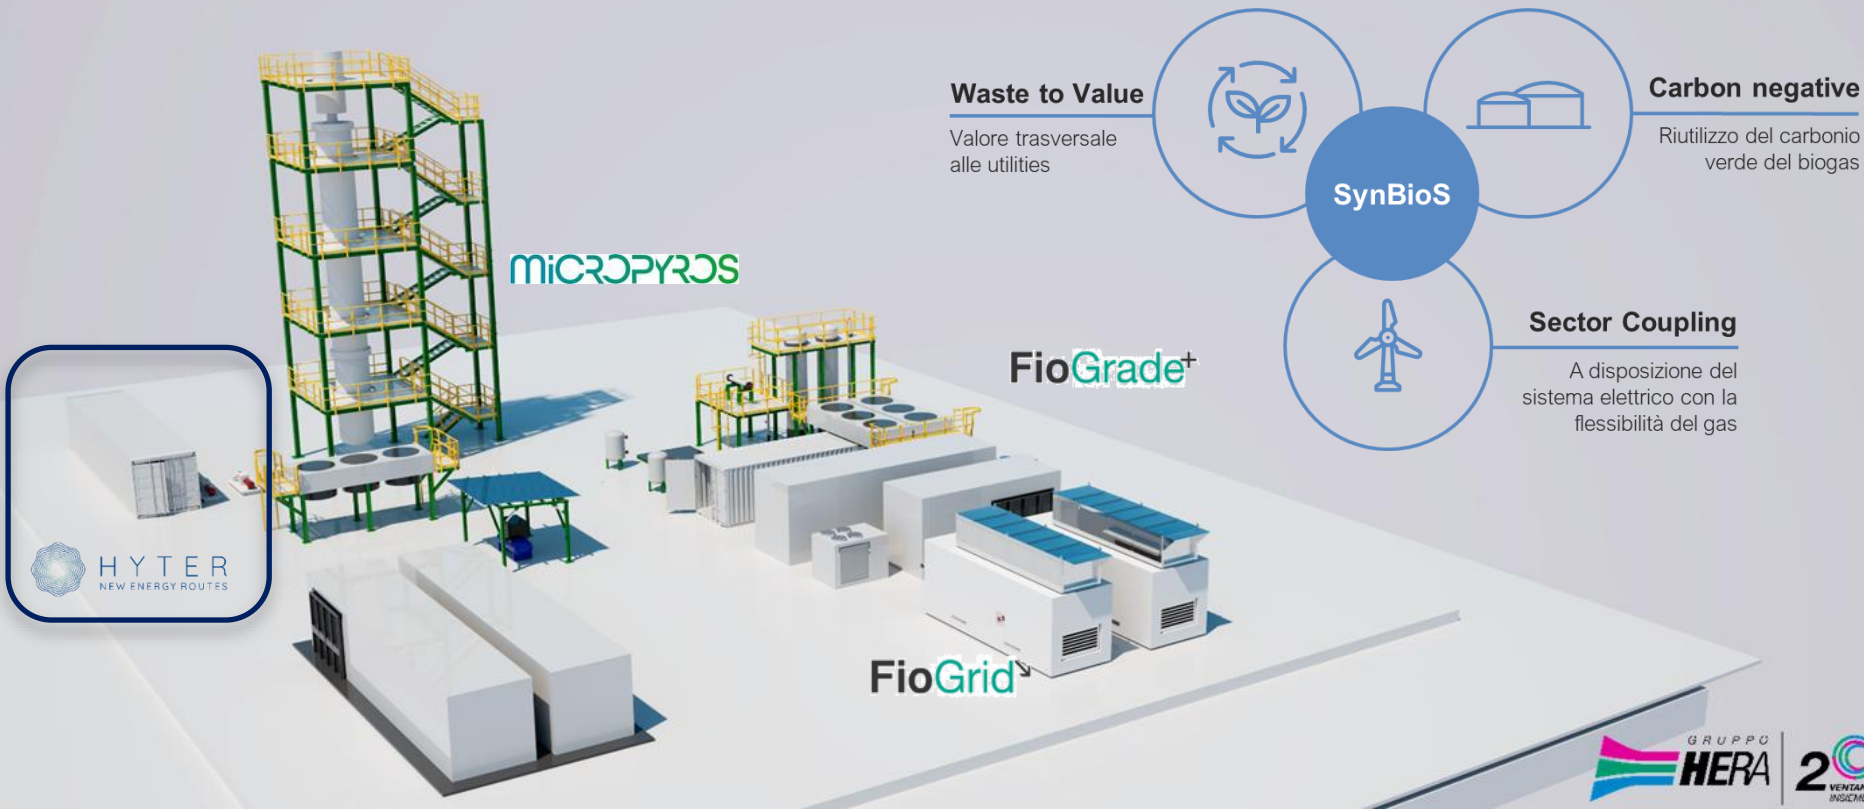 Waste to Value
Valore trasversale
alle utilities
Carbon negative
Riutilizzo del carbonio
verde del biogas
SynBioS
MiCROPYROS
Sector Coupling
A disposizione del
sistema elettrico con la
flessibilità del gas
FioGrade+
HYTER
NEW ENERGY ROUTES
FioGrid
GRUPPO
HERA